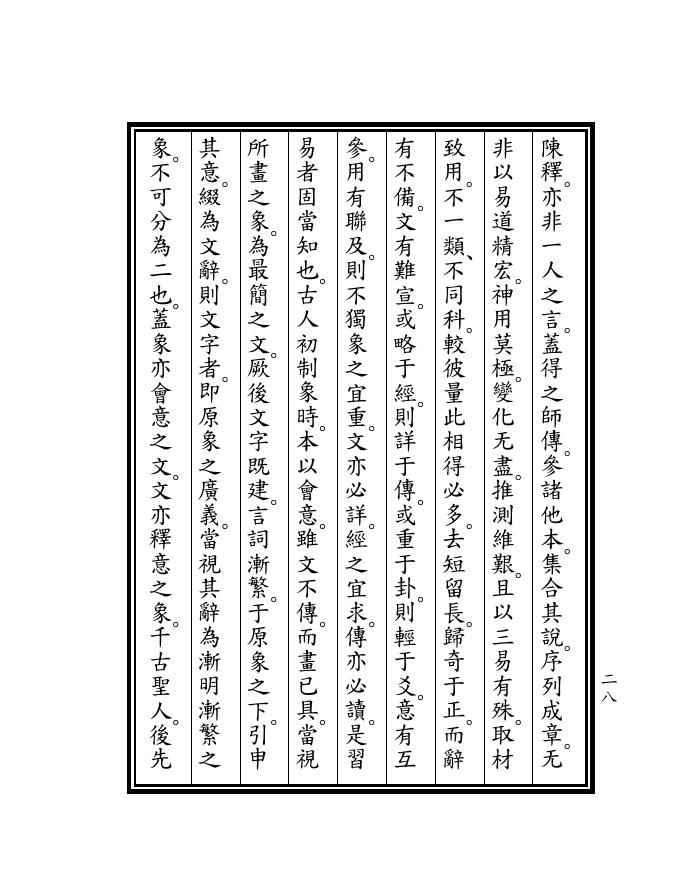 陳釋。亦非一人之言。蓋得之師傳。參諸他本。集合其說。序列成章。无
非以易道精宏。神用莫極。變化无盡。推測維艱。且以三易有殊。取材
致用。不一類、不同科。較彼量此相得必多。去短留長。歸奇于正。而辭
有不備。文有難宣。或略于經。則詳于傳。或重于卦。則輕于爻。意有互
參。用有聯及。則不獨象之宜重。文亦必詳。經之宜求。傳亦必讀。是習
易者固當知也。古人初制象時。本以會意。雖文不傳。而畫已具。當視
所畫之象。為最簡之文。厥後文字既建。言詞漸繁。于原象之下。引申
其意。綴為文辭。則文字者。即原象之廣義。當視其辭為漸明漸繁之
象。不可分為二也。蓋象亦會意之文。文亦釋意之象。千古聖人。後先
二八